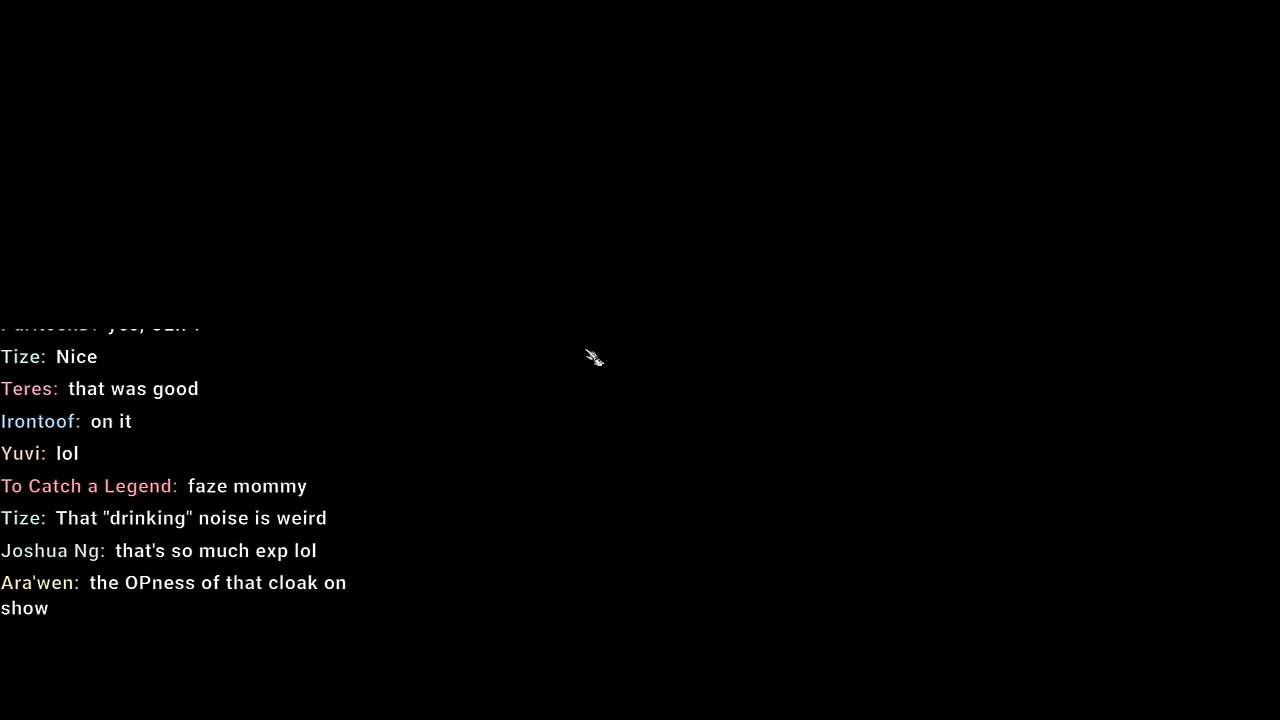 Tize: Nice
Teres: that was good
Irontoof: on it
Yuvi: lol
To Catch a Legend: faze mommy
Tize: That "drinking" noise is weird
Joshua Ng: that's so much exp lol
Ara'wen: the OPness of that cloak on
show